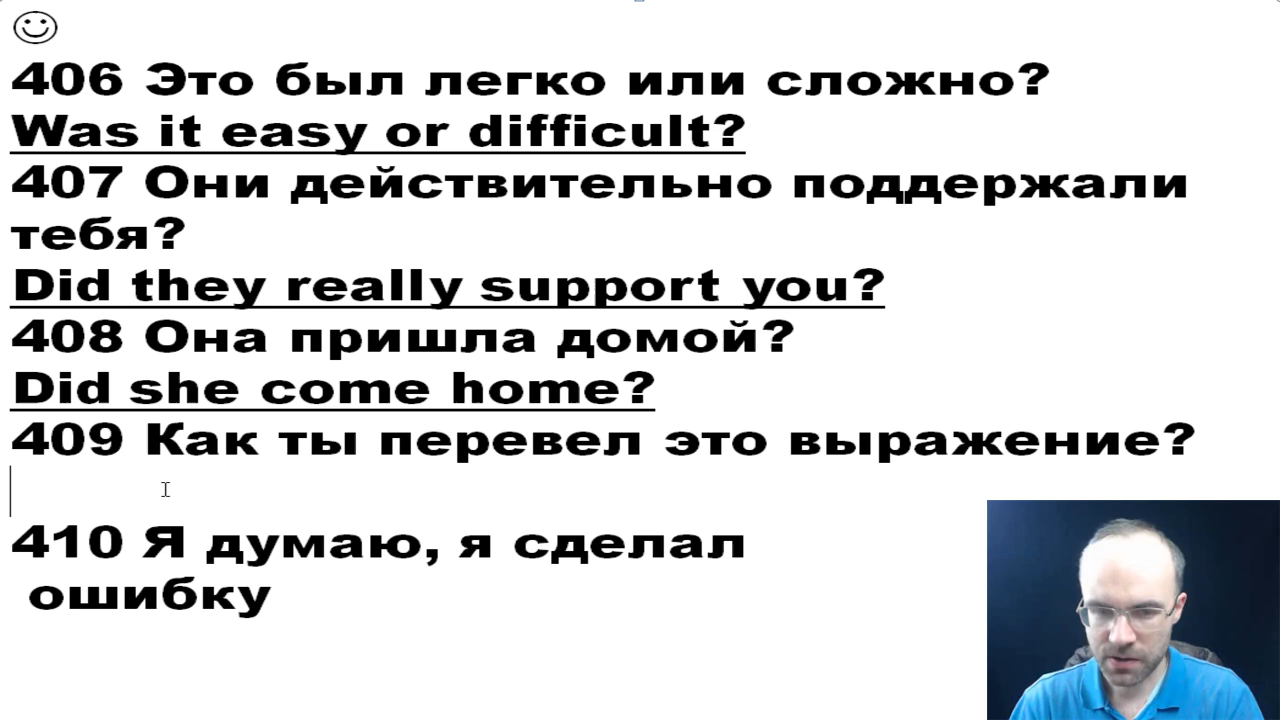 406 Это был легко или сложно?
Was it easy or difficult?
407 Они действительно поддержали
тебя?
Did they really support you?
408 Она пришла домой?
Did she come home?
409 Как ты перевел это выражение?
410 Я думаю, я сделал
ошибку